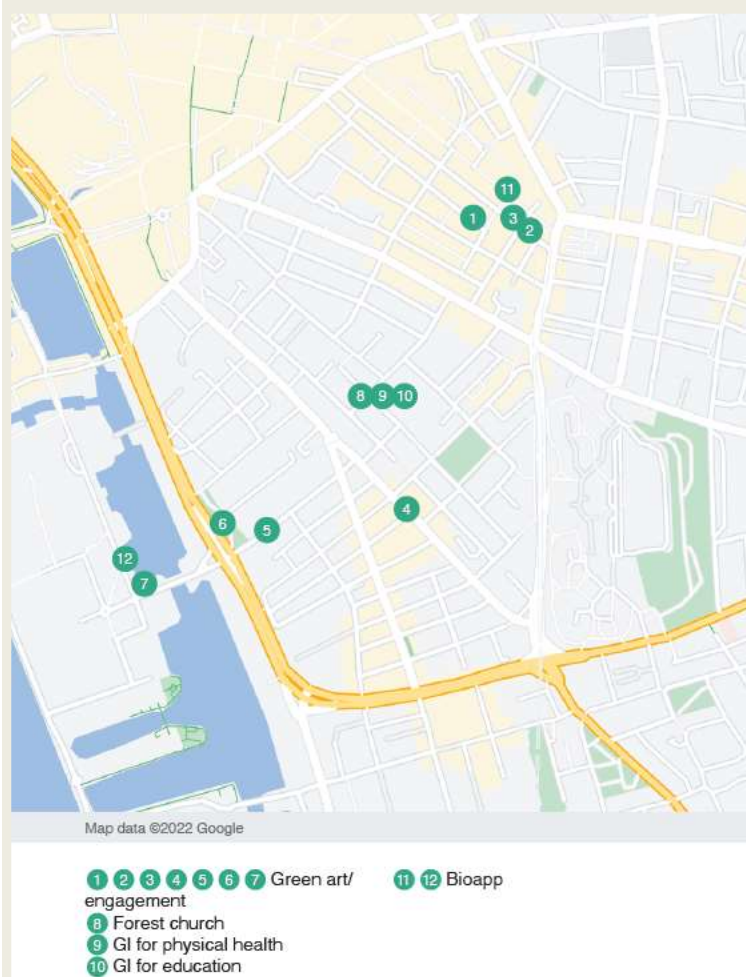 11
1
3
2
8
9
10
4
6
5
12
7
Map data ©2022 Google
1 2 3 4 5 6 7 Green art/
engagement
8 Forest church
9 GI for physical health
10 GI for education
11 12 Bioapp